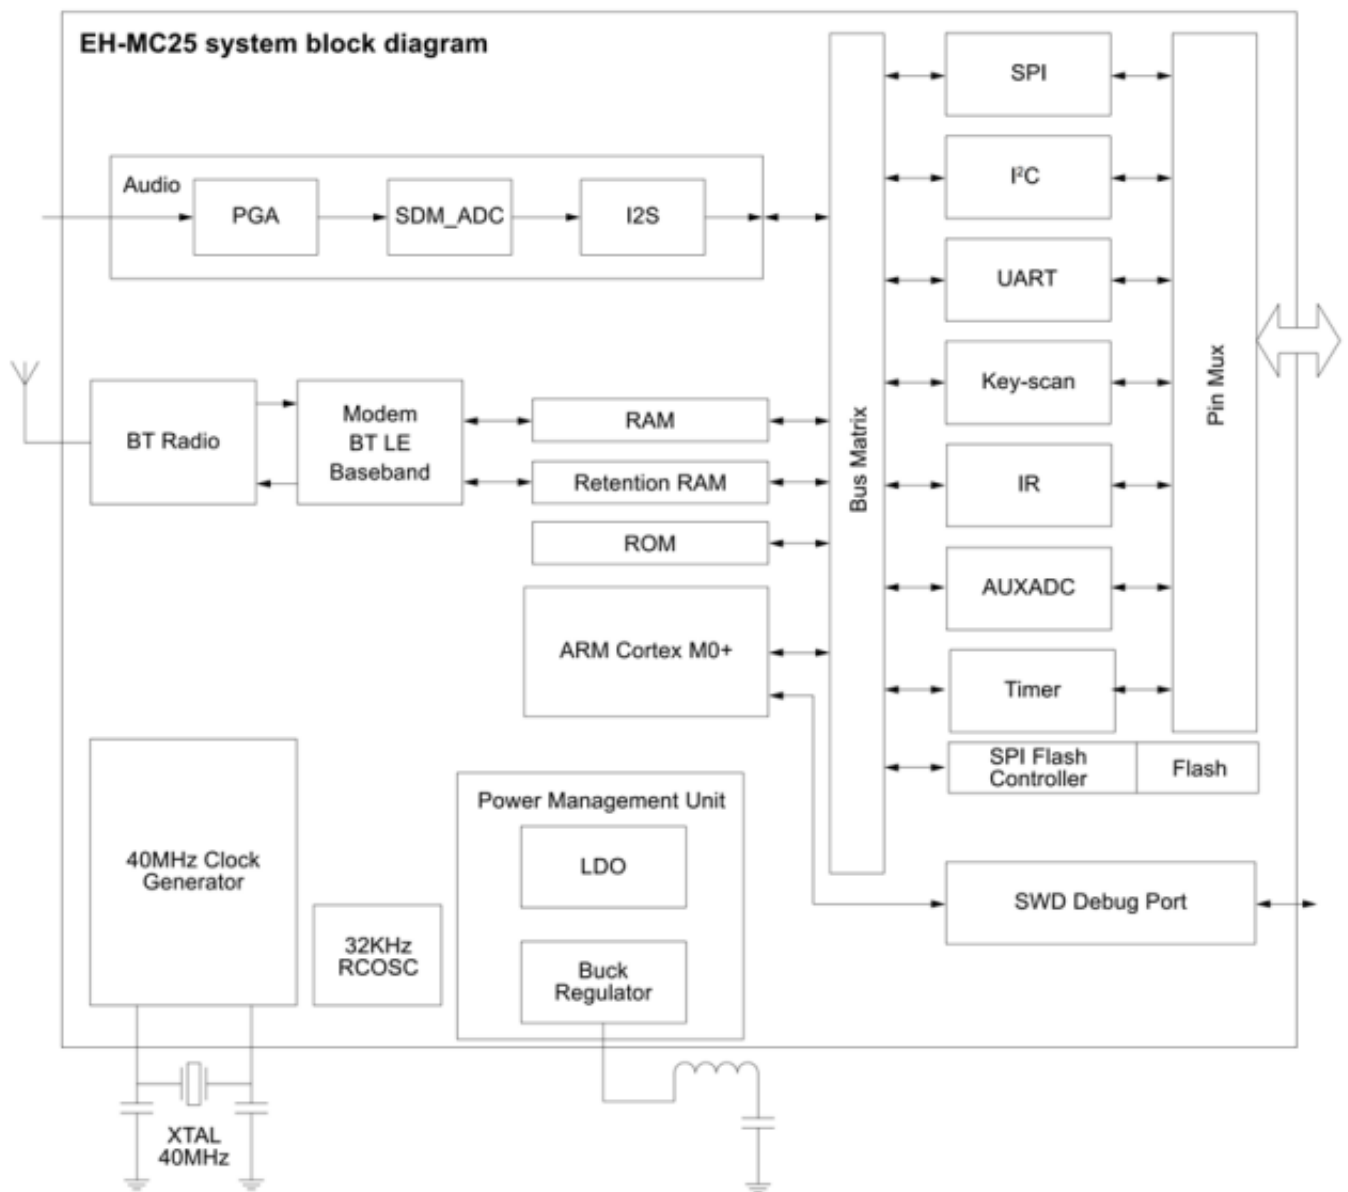 EH-MC25 system block diagram
Audio
PGA
SDM_ADC
I2S
BT Radio
Modem
BT LE
Baseband
RAM
Retention RAM
ROM
ARM Cortex M0+
Bus Matrix
SPI
I²C
UART
Key-scan
IR
AUXADC
Timer
SPI Flash
Controller
Flash
Pin Mux
SWD Debug Port
40MHz Clock
Generator
32KHz
RCOSC
Power Management Unit
LDO
Buck
Regulator
XTAL
40MHz